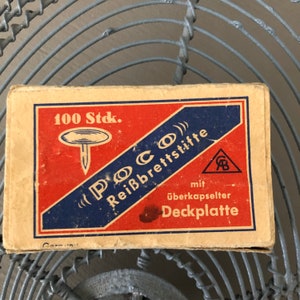 100 Stck.
((POCO))
Reißbrettstifte
mit
überkapselter
Deckplatte